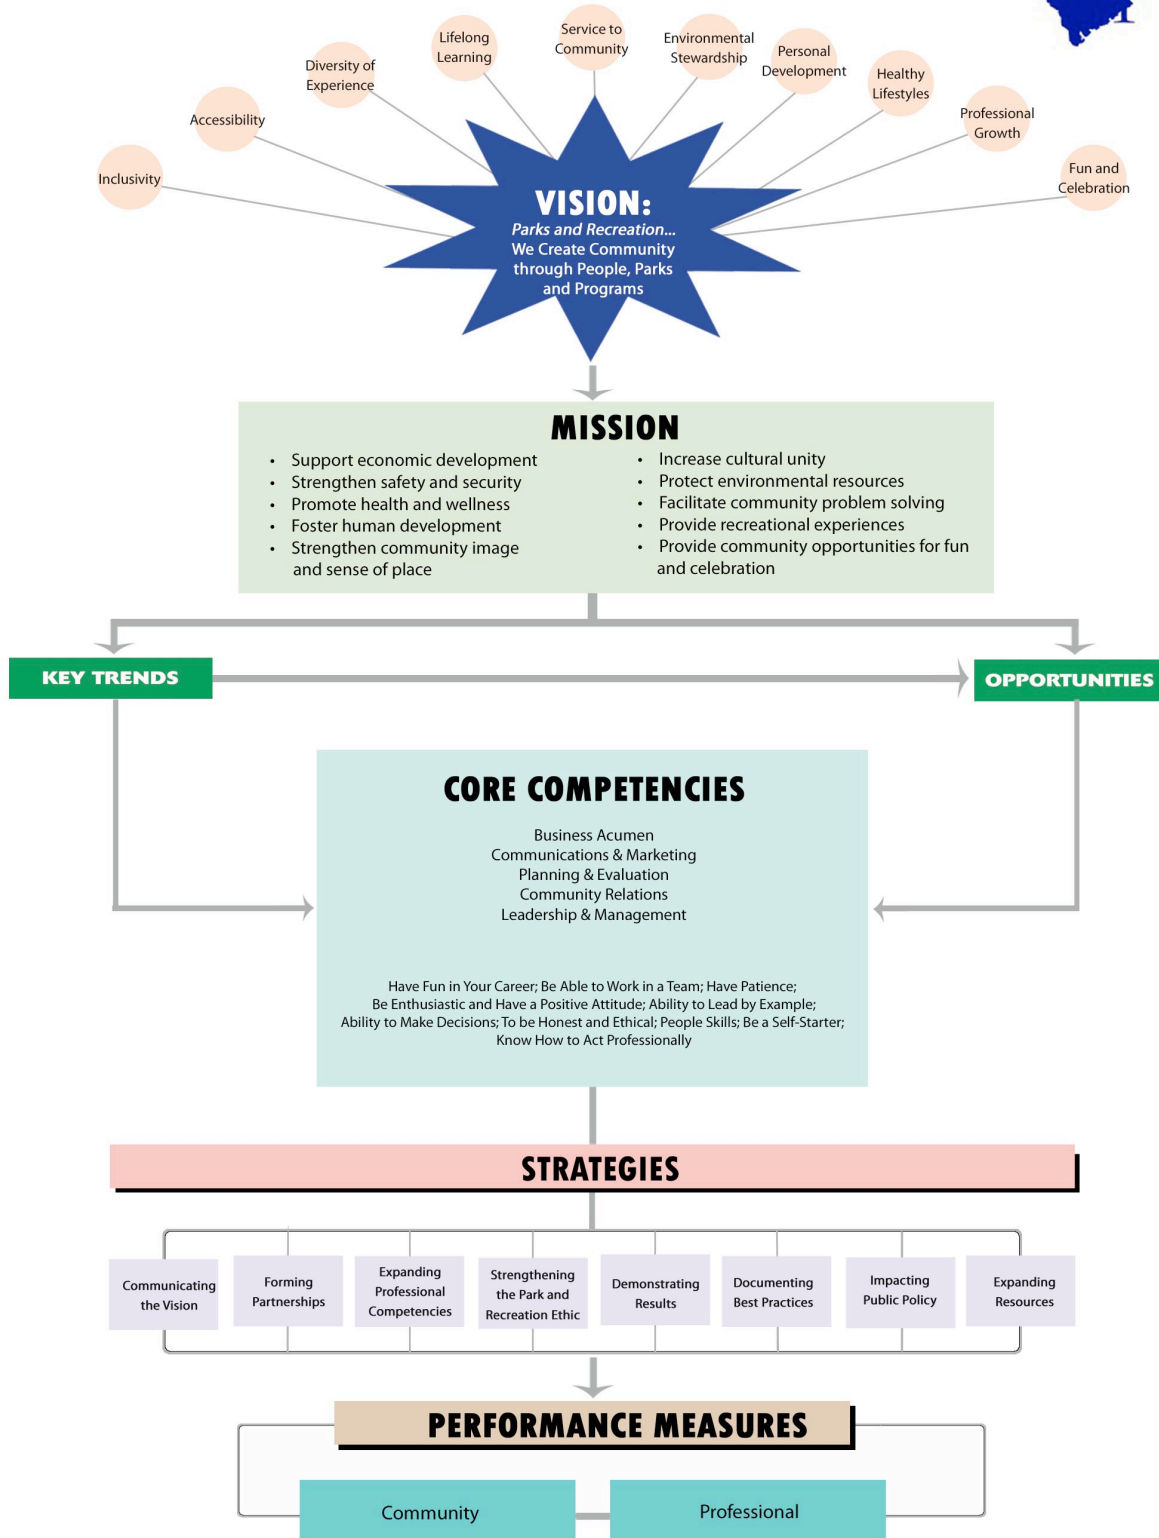 Inclusivity
Accessibility
Diversity of
Experience
Lifelong
Learning
Service to
Community
Environmental
Stewardship
Personal
Development
Healthy
Lifestyles
Professional
Growth
Fun and
Celebration
VISION:
Parks and Recreation...
We Create Community
through People, Parks
and Programs
MISSION
• Support economic development
• Strengthen safety and security
• Promote health and wellness
• Foster human development
• Strengthen community image
and sense of place
• Increase cultural unity
• Protect environmental resources
• Facilitate community problem solving
• Provide recreational experiences
• Provide community opportunities for fun
and celebration
KEY TRENDS
OPPORTUNITIES
CORE COMPETENCIES
Business Acumen
Communications & Marketing
Planning & Evaluation
Community Relations
Leadership & Management
Have Fun in Your Career; Be Able to Work in a Team; Have Patience;
Be Enthusiastic and Have a Positive Attitude; Ability to Lead by Example;
Ability to Make Decisions; To be Honest and Ethical; People Skills; Be a Self-Starter;
Know How to Act Professionally
STRATEGIES
Communicating
the Vision
Forming
Partnerships
Expanding
Professional
Competencies
Strengthening
the Park and
Recreation Ethic
Demonstrating
Results
Documenting
Best Practices
Impacting
Public Policy
Expanding
Resources
PERFORMANCE MEASURES
Community
Professional